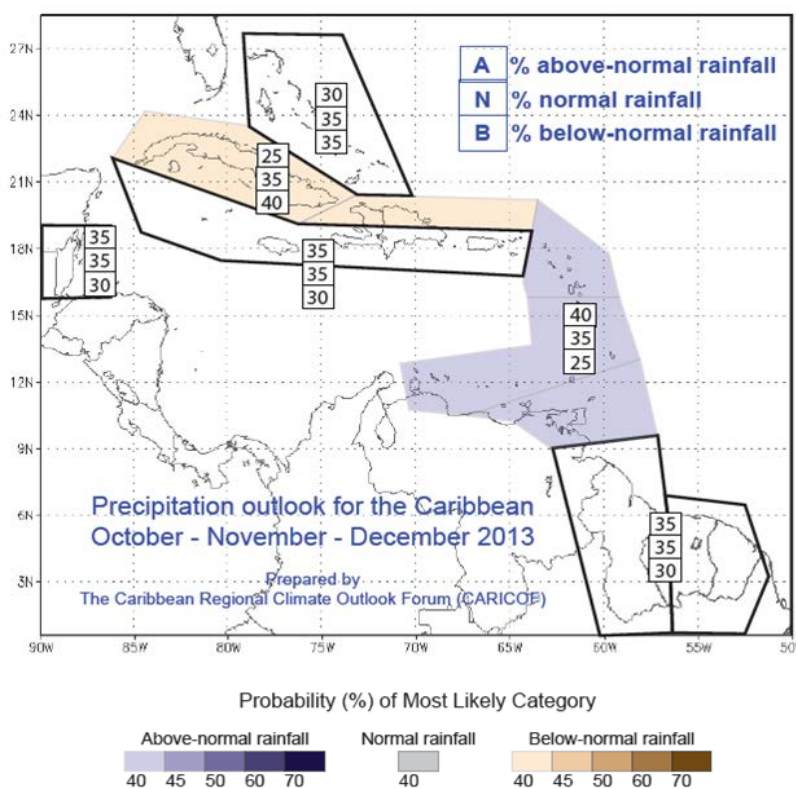 27N
24N
21N
18N
15N
12N
9N
6N
3N
90W 85W 80W 75W 70W 65W 60W 55W 50
A % above-normal rainfall
N % normal rainfall
B % below-normal rainfall
30
35
35
25
35
40
35
35
30
35
35
30
40
35
25
35
35
30
Precipitation outlook for the Caribbean
October - November - December 2013
Prepared by
The Caribbean Regional Climate Outlook Forum (CARICOF)
Probability (%) of Most Likely Category
Above-normal rainfall Normal rainfall Below-normal rainfall
40 45 50 60 70 40 40 45 50 60 70